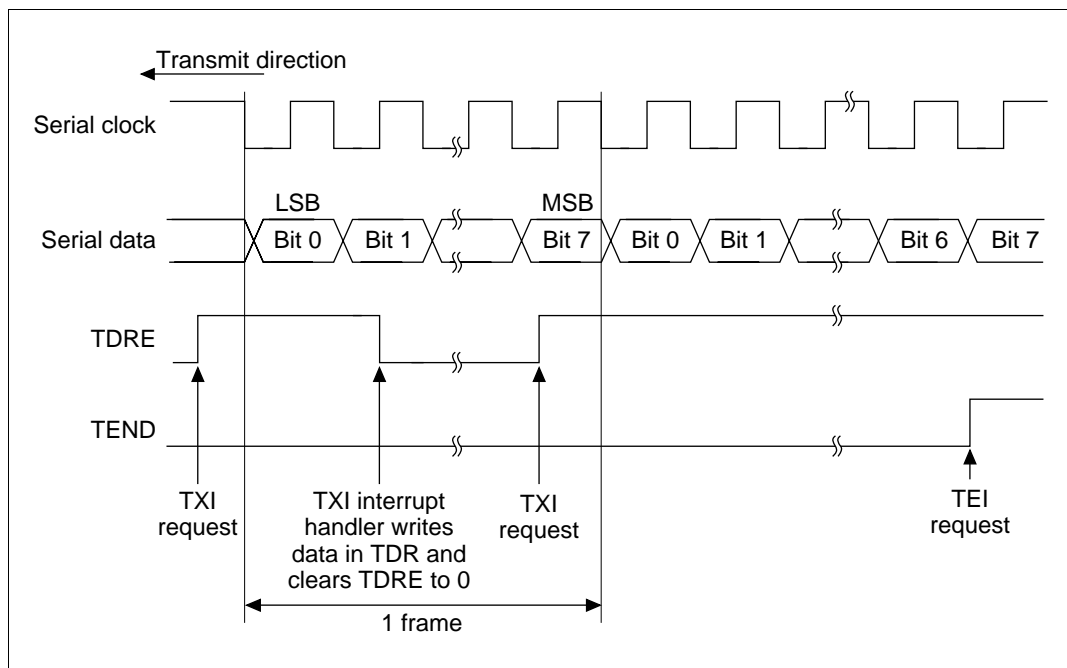 Transmit direction
Serial clock
LSB
MSB
Serial data
Bit 0
Bit 1
Bit 7
Bit 0
Bit 1
Bit 6
Bit 7
TDRE
TEND
TXI
request
TXI interrupt
handler writes
data in TDR and
clears TDRE to 0
TXI
request
TEI
request
1 frame